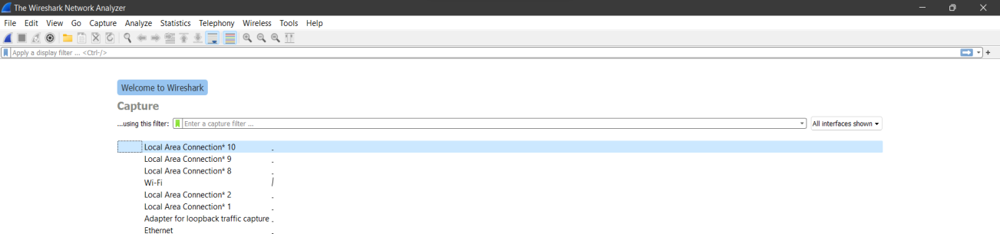 The Wireshark Network Analyzer
File Edit View Go Capture Analyze Statistics Telephony Wireless Tools Help
Apply a display filter ... <Ctrl-/>
Welcome to Wireshark
Capture
...using this filter: Enter a capture filter ... All interfaces shown
Local Area Connection* 10
Local Area Connection* 9
Local Area Connection* 8
Wi-Fi
Local Area Connection* 2
Local Area Connection* 1
Adapter for loopback traffic capture
Ethernet